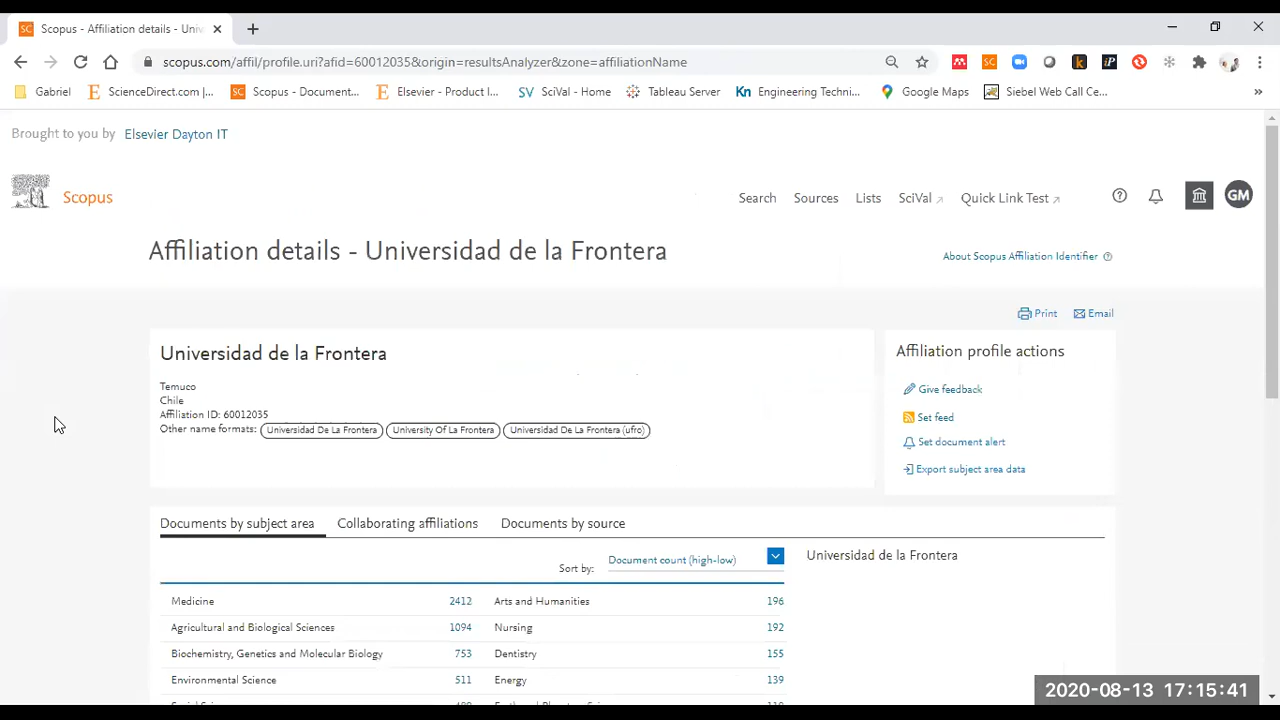 Scopus - Affiliation details - Univ
scopus.com/affil/profile.uri?afid=60012035&origin=resultsAnalyzer&zone=affiliationName
Gabriel ScienceDirect.com |... Scopus - Document... Elsevier - Product I... SciVal - Home Tableau Server Engineering Techni... Google Maps Siebel Web Call Ce... »
Brought to you by Elsevier Dayton IT
Scopus
Search Sources Lists SciVal Quick Link Test GM
Affiliation details - Universidad de la Frontera
About Scopus Affiliation Identifier
Print Email
Universidad de la Frontera
Temuco
Chile
Affiliation ID: 60012035
Other name formats: Universidad De La Frontera University Of La Frontera Universidad De La Frontera (ufro)
Affiliation profile actions
Give feedback
Set feed
Set document alert
Export subject area data
Documents by subject area Collaborating affiliations Documents by source
Sort by: Document count (high-low)
Universidad de la Frontera
Medicine 2412 Arts and Humanities 196
Agricultural and Biological Sciences 1094 Nursing 192
Biochemistry, Genetics and Molecular Biology 753 Dentistry 155
Environmental Science 511 Energy 139
2020-08-13 17:15:41